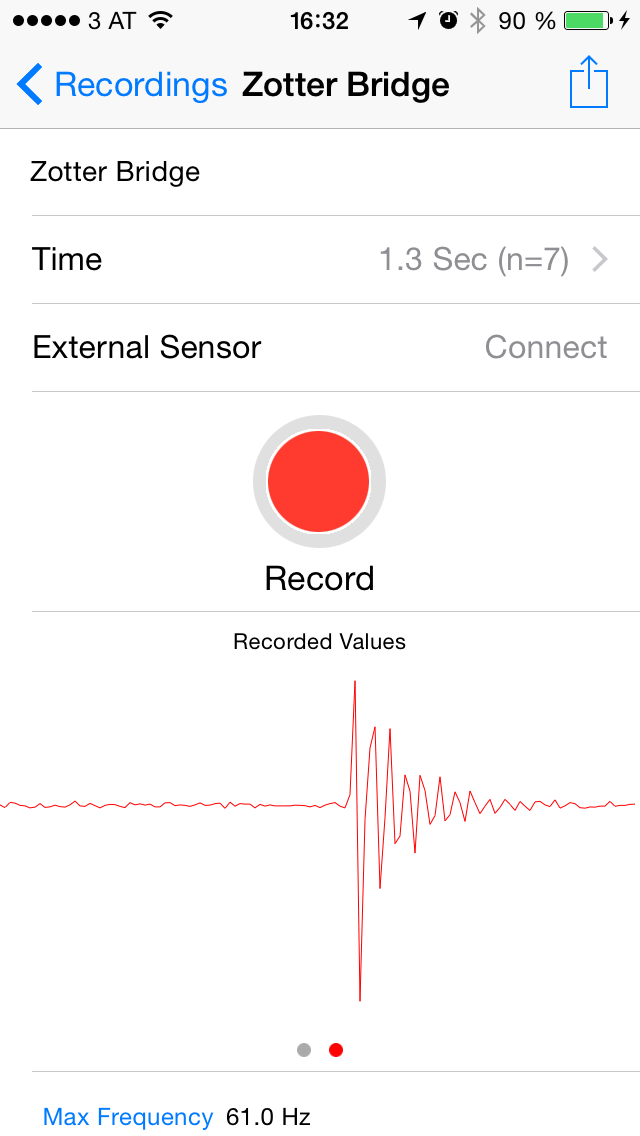 3 AT 16:32 90 %
Recordings Zotter Bridge
Zotter Bridge
Time 1.3 Sec (n=7)
External Sensor Connect
Record
Recorded Values
Max Frequency 61.0 Hz